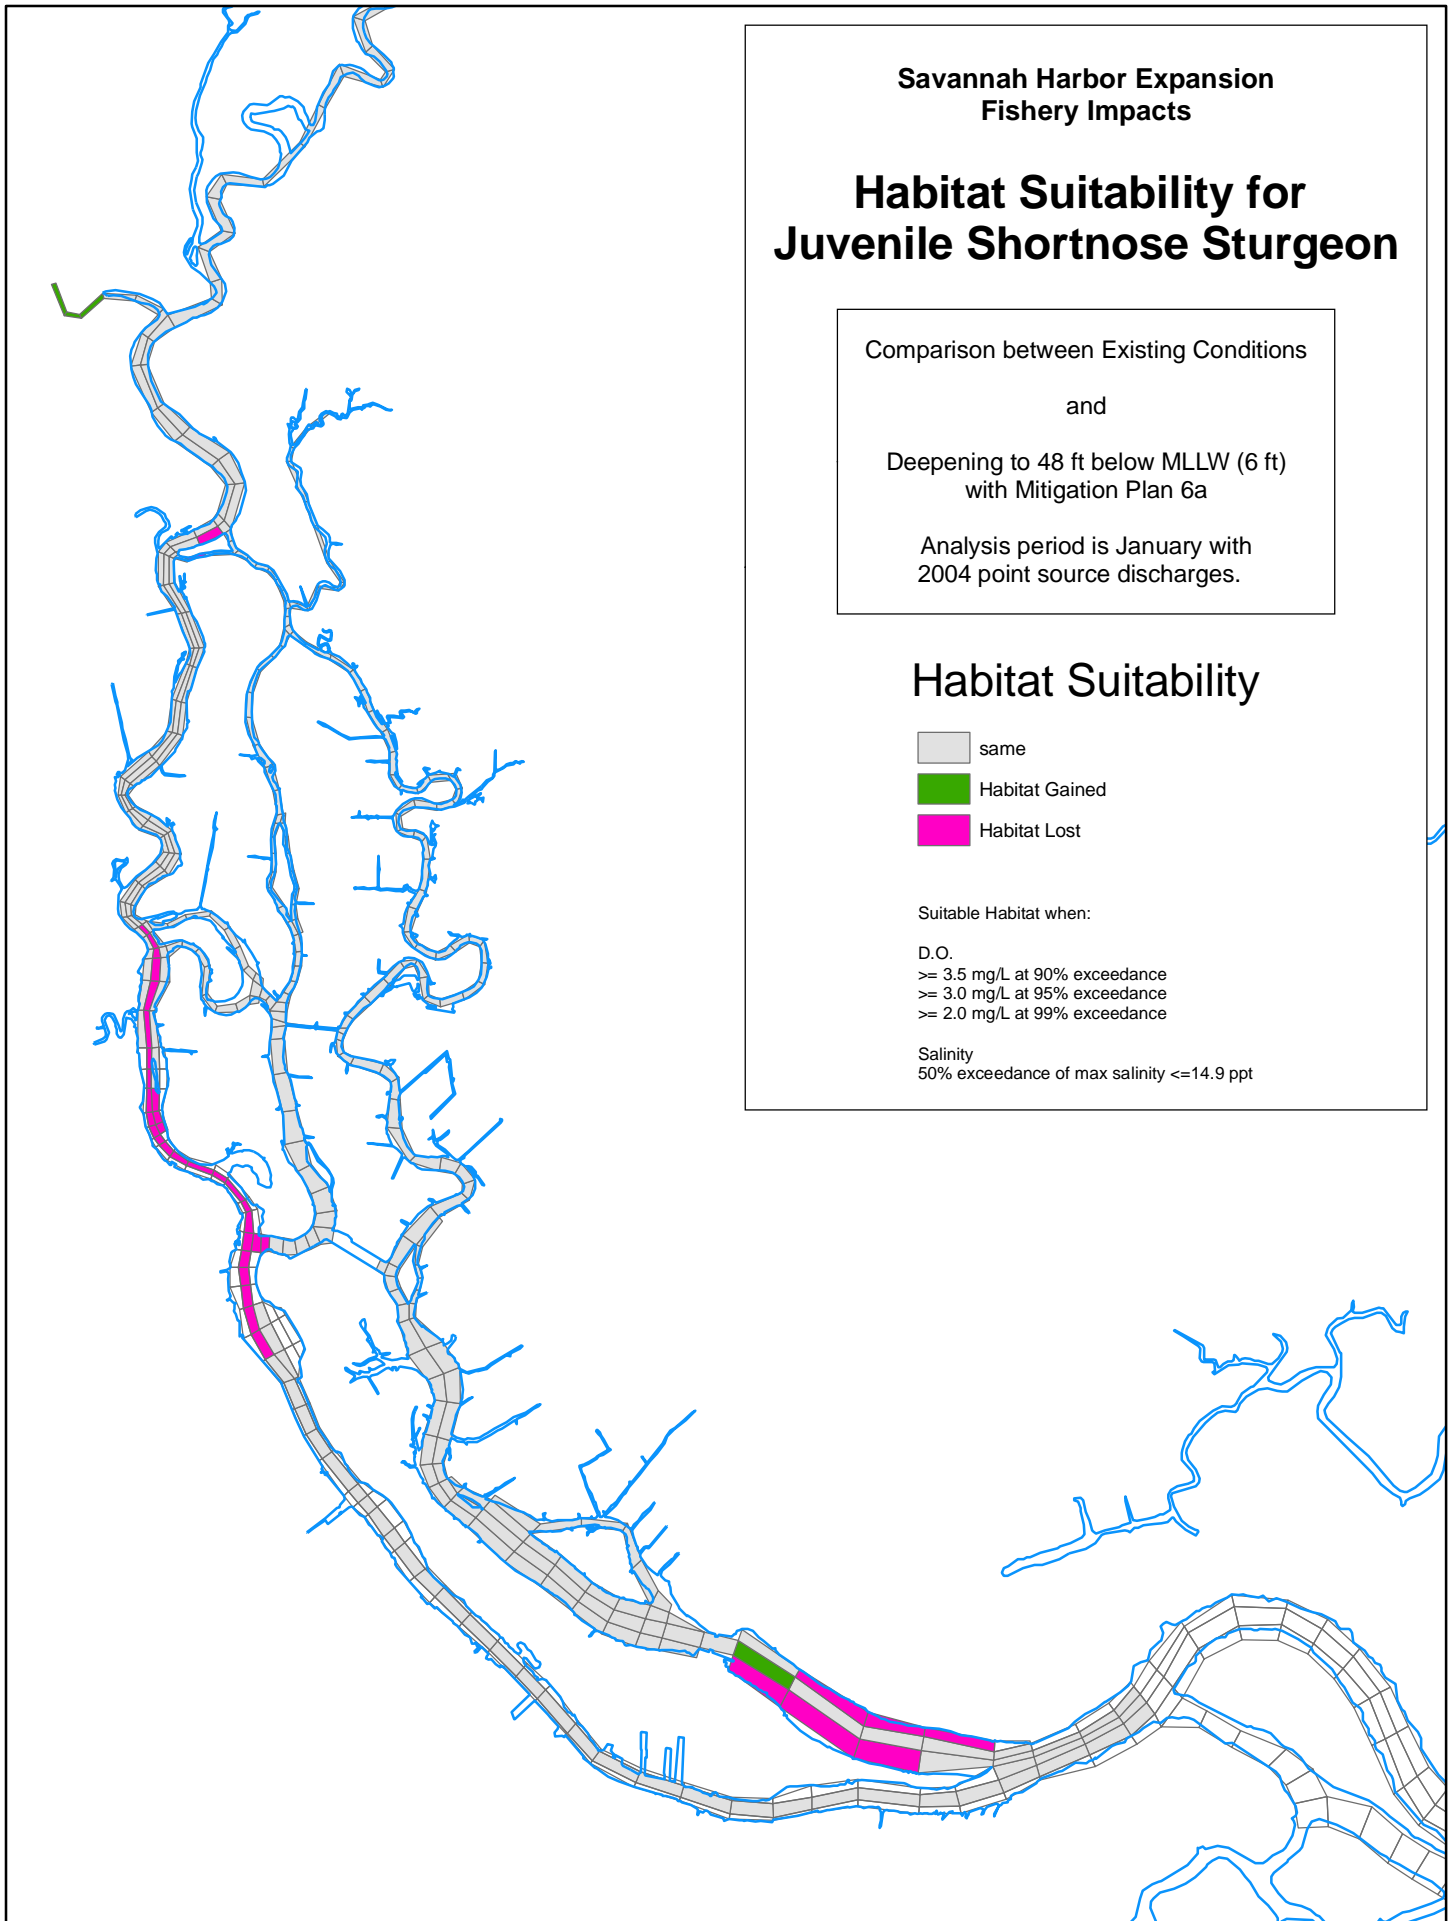 Savannah Harbor Expansion
Fishery Impacts
Habitat Suitability for
Juvenile Shortnose Sturgeon
Comparison between Existing Conditions
and
Deepening to 48 ft below MLLW (6 ft)
with Mitigation Plan 6a
Analysis period is January with
2004 point source discharges.
Habitat Suitability
same
Habitat Gained
Habitat Lost
Suitable Habitat when:
D.O.
>= 3.5 mg/L at 90% exceedance
>= 3.0 mg/L at 95% exceedance
>= 2.0 mg/L at 99% exceedance
Salinity
50% exceedance of max salinity <=14.9 ppt